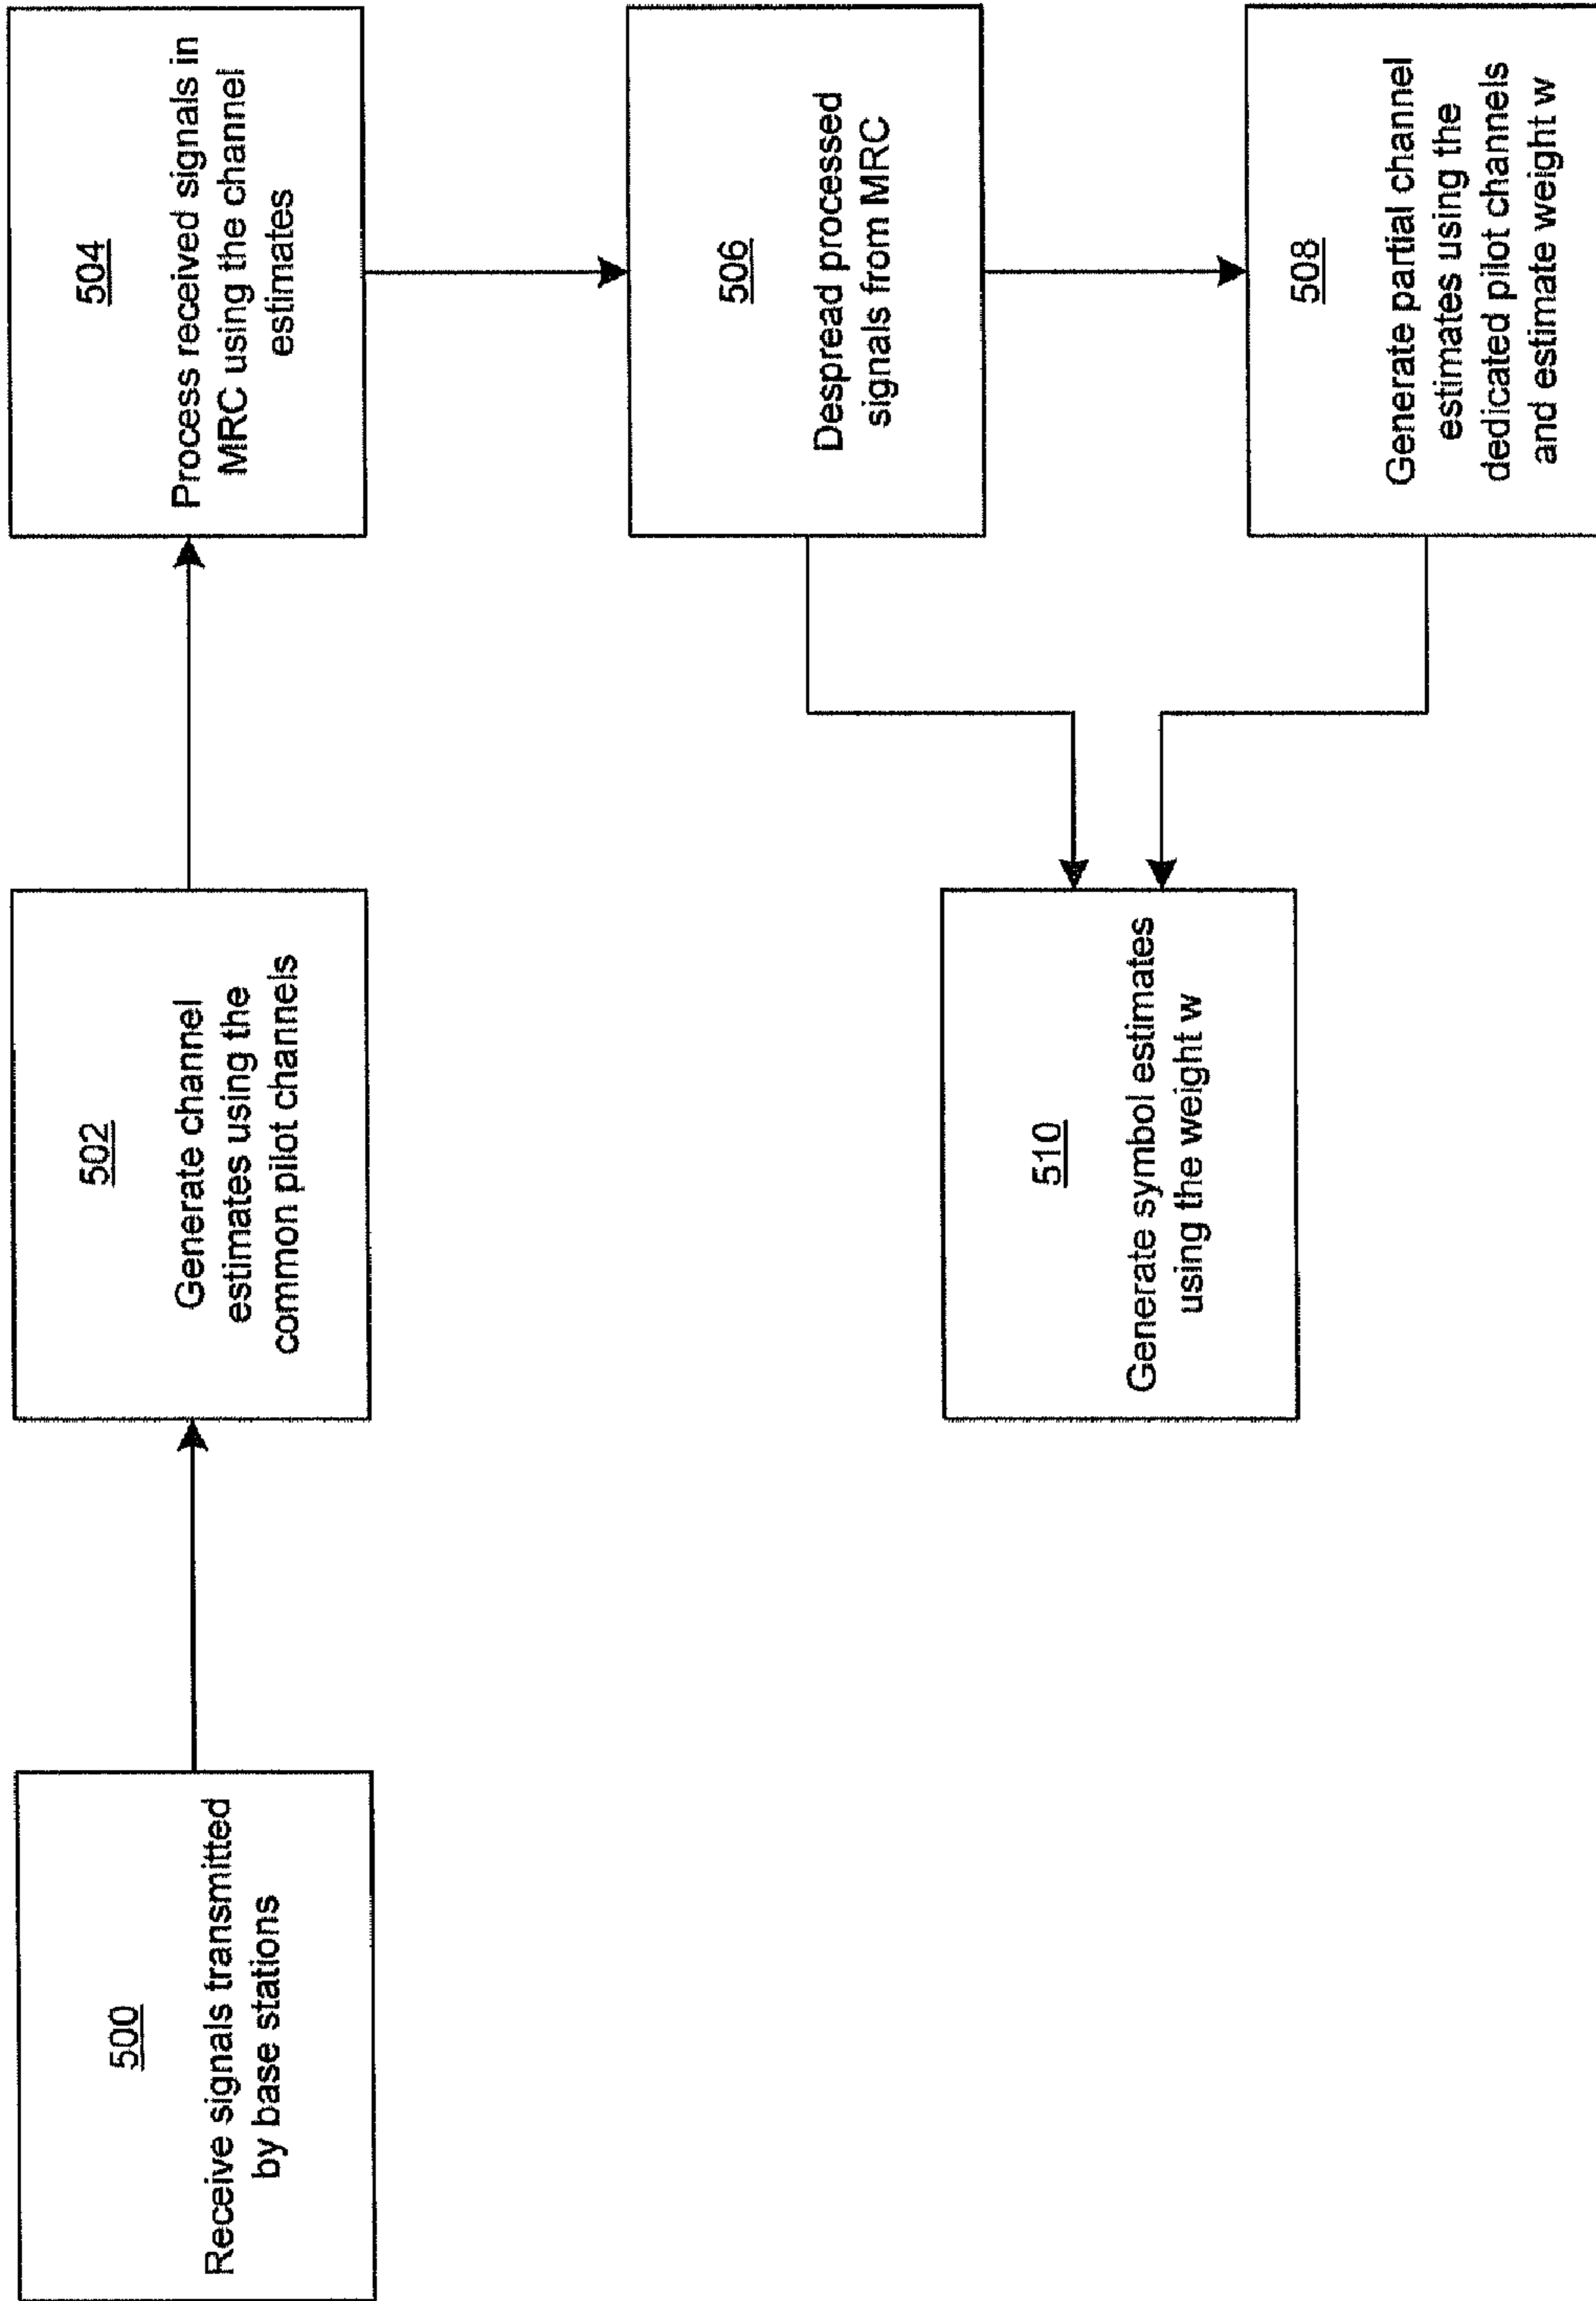 500
Receive signals transmitted
by base stations
502
Generate channel
estimates using the
common pilot channels
504
Process received signals in
MRC using the channel
estimates
506
Despread processed
signals from MRC
508
Generate partial channel
estimates using the
dedicated pilot channels
and estimate weight w
510
Generate symbol estimates
using the weight w